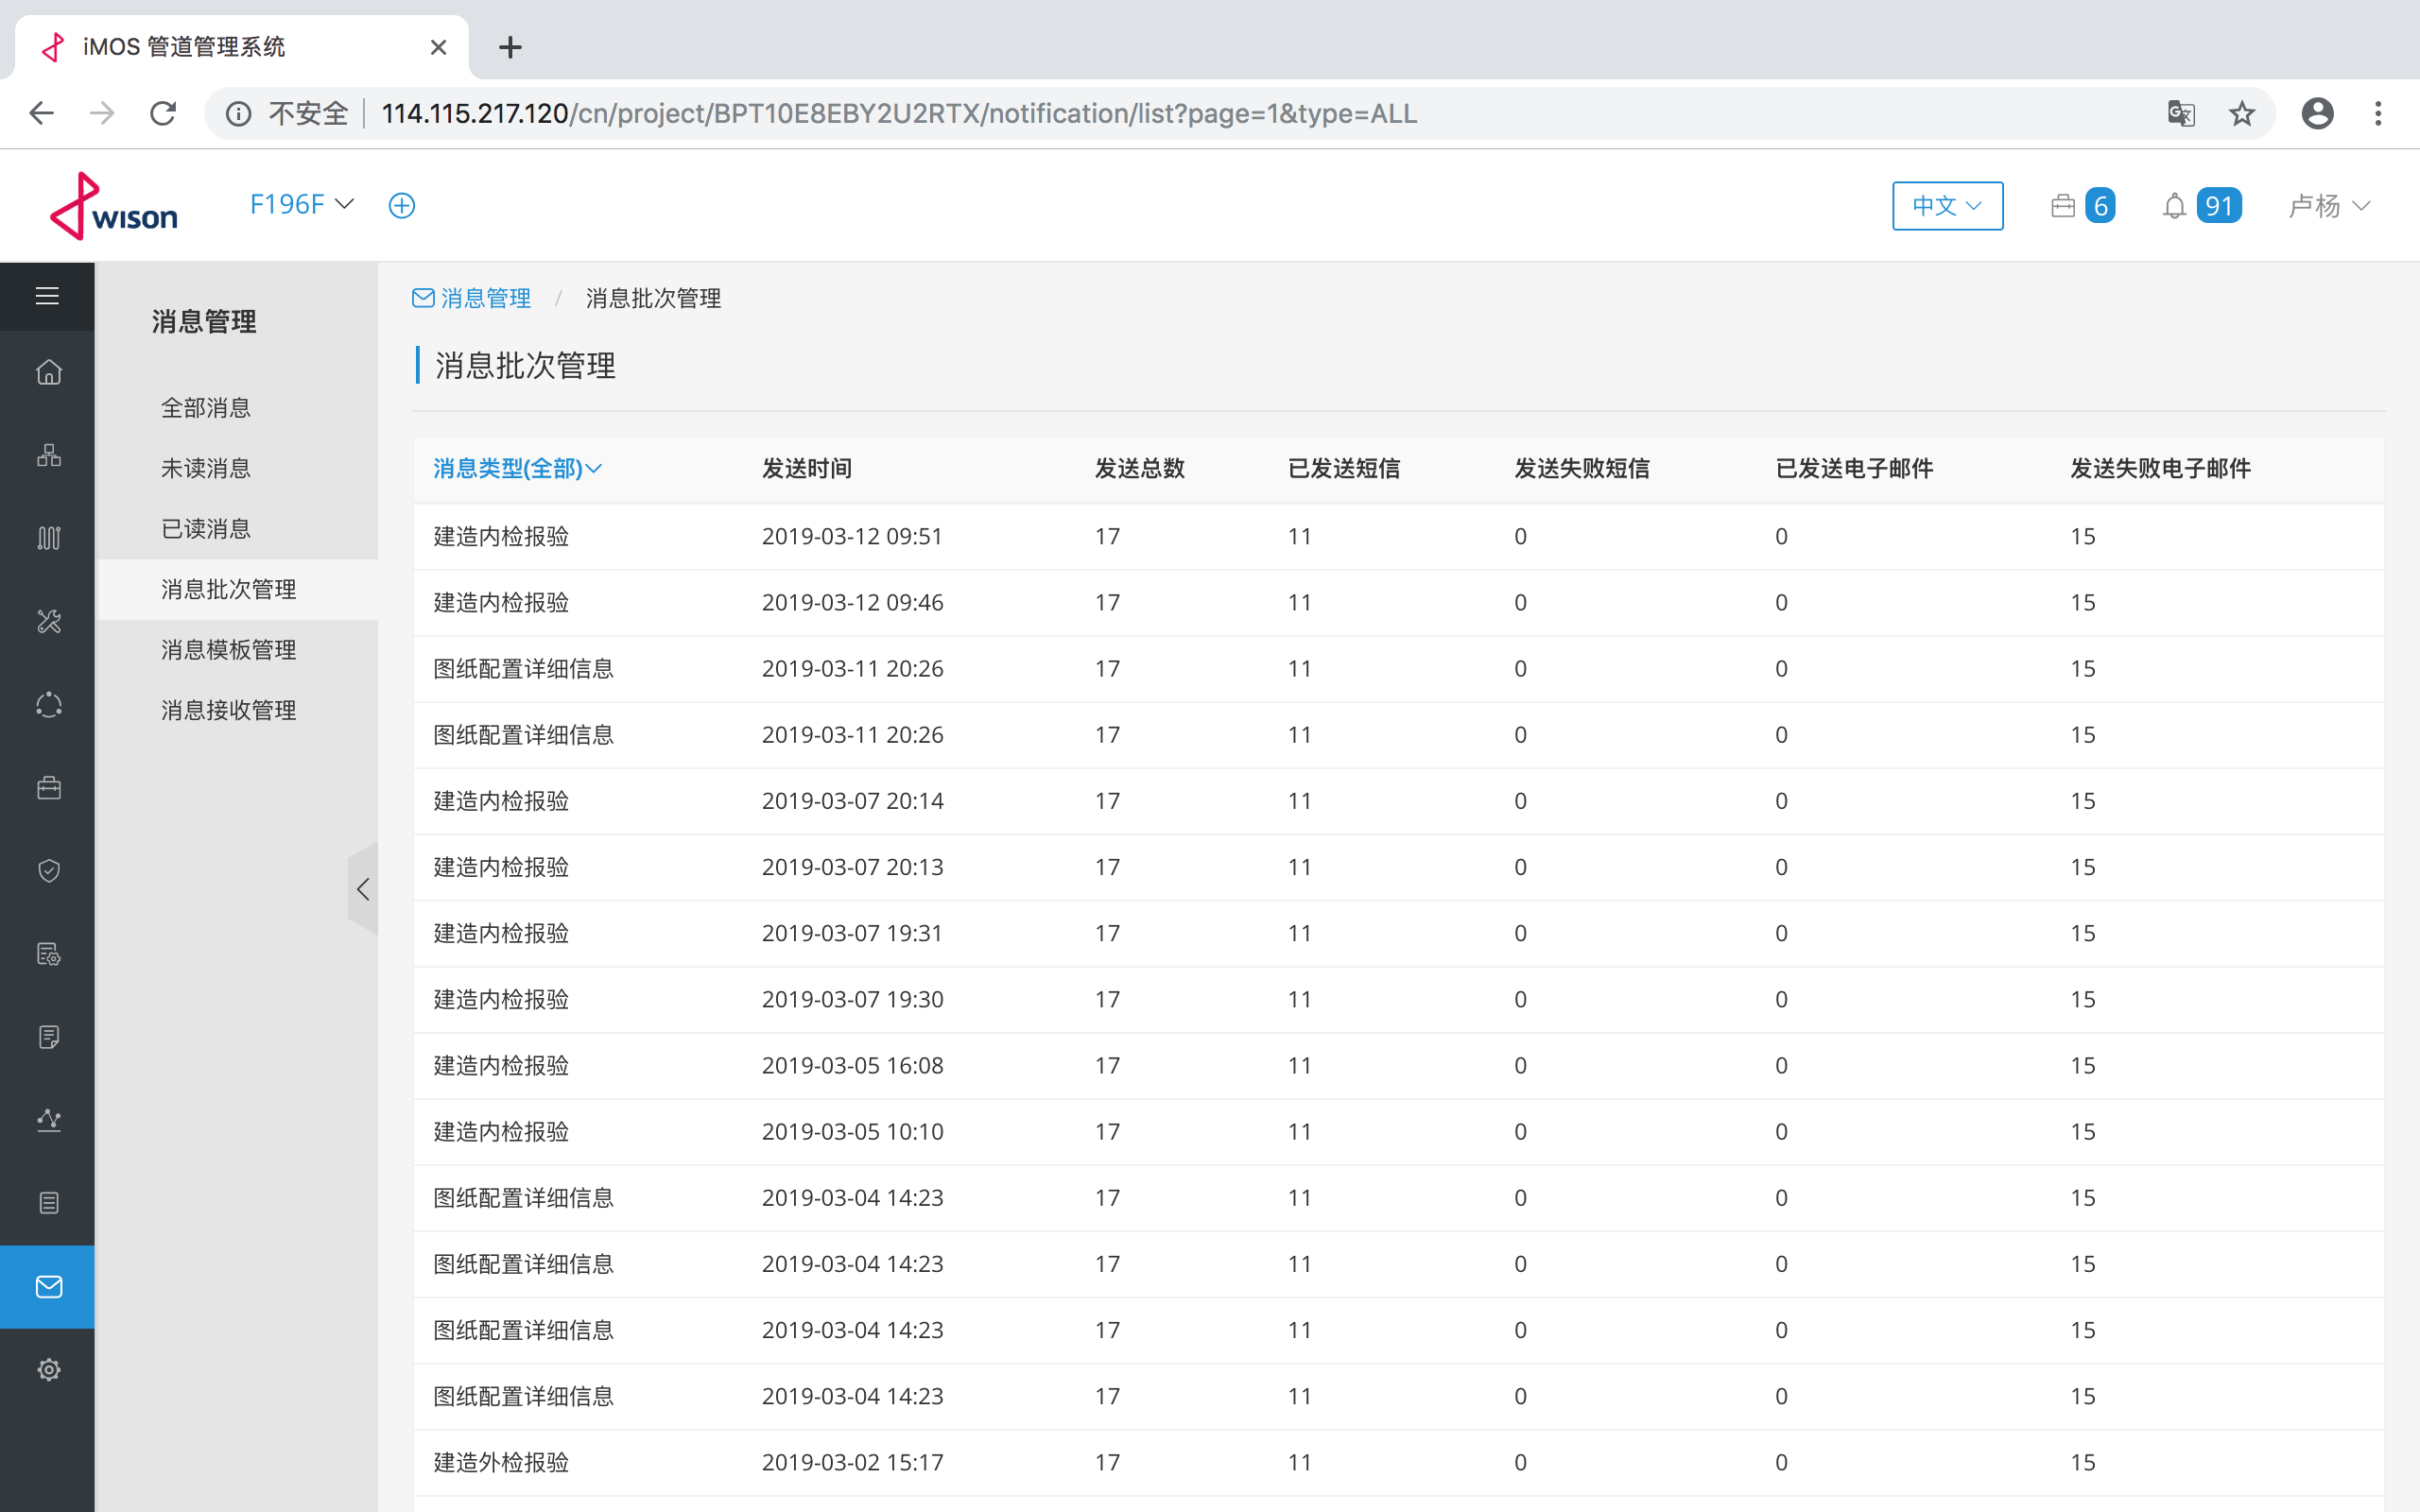 iMOS 管道管理系统
不安全 114.115.217.120/cn/project/BPT10E8EBY2U2RTX/notification/list?page=1&type=ALL
wison F196F 中文 6 91 卢杨
消息管理
全部消息
未读消息
已读消息
消息批次管理
消息模板管理
消息接收管理
消息管理 / 消息批次管理
消息批次管理
消息类型(全部) 发送时间 发送总数 已发送短信 发送失败短信 已发送电子邮件 发送失败电子邮件
建造内检报验 2019-03-12 09:51 17 11 0 0 15
建造内检报验 2019-03-12 09:46 17 11 0 0 15
图纸配置详细信息 2019-03-11 20:26 17 11 0 0 15
图纸配置详细信息 2019-03-11 20:26 17 11 0 0 15
建造内检报验 2019-03-07 20:14 17 11 0 0 15
建造内检报验 2019-03-07 20:13 17 11 0 0 15
建造内检报验 2019-03-07 19:31 17 11 0 0 15
建造内检报验 2019-03-07 19:30 17 11 0 0 15
建造内检报验 2019-03-05 16:08 17 11 0 0 15
建造内检报验 2019-03-05 10:10 17 11 0 0 15
图纸配置详细信息 2019-03-04 14:23 17 11 0 0 15
图纸配置详细信息 2019-03-04 14:23 17 11 0 0 15
图纸配置详细信息 2019-03-04 14:23 17 11 0 0 15
图纸配置详细信息 2019-03-04 14:23 17 11 0 0 15
建造外检报验 2019-03-02 15:17 17 11 0 0 15